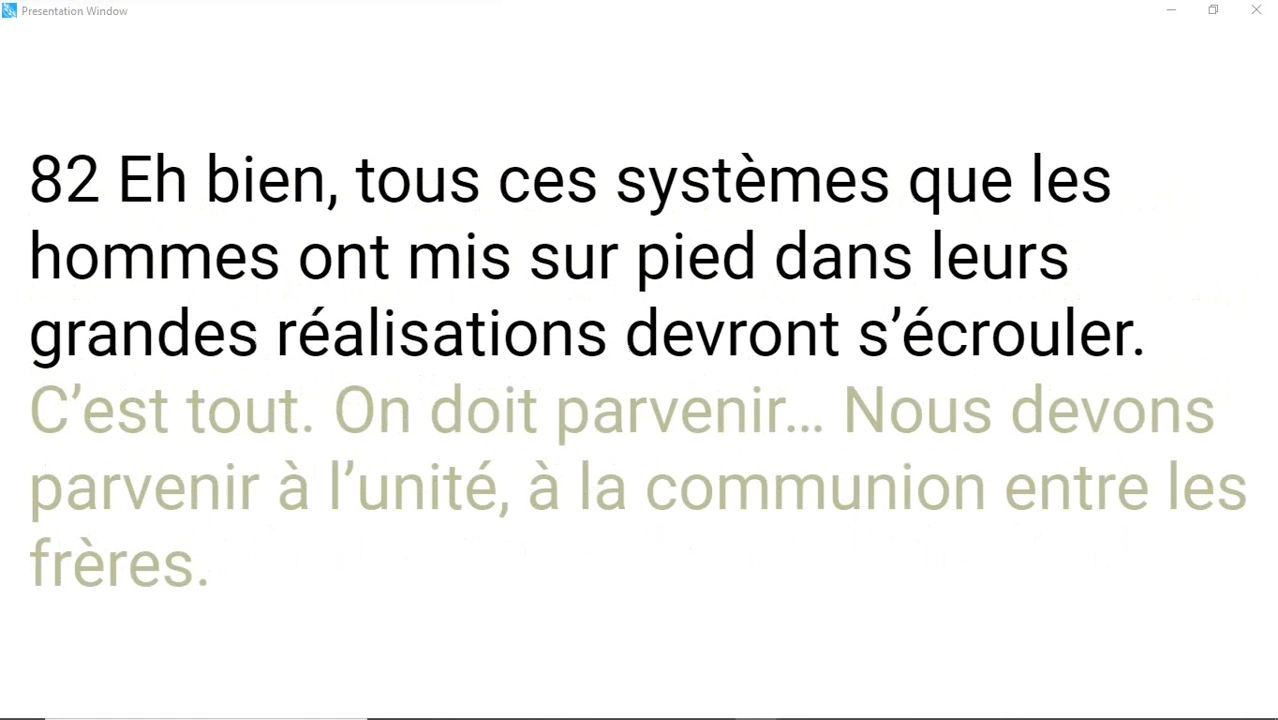 Presentation Window
82 Eh bien, tous ces systèmes que les
hommes ont mis sur pied dans leurs
grandes réalisations devront s’écrouler.
C’est tout. On doit parvenir… Nous devons
parvenir à l’unité, à la communion entre les
frères.